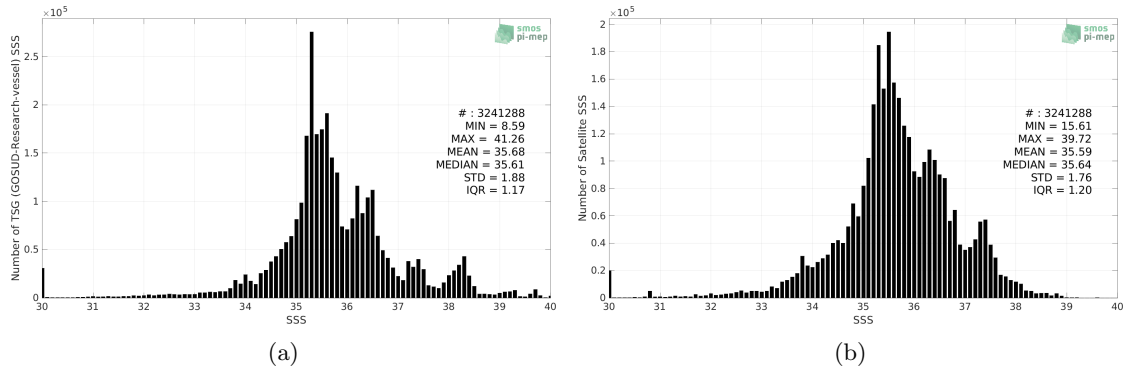 ×10^5
smos
pi-mep
Number of TSG (GOSUD-Research-vessel) SSS
2.5
2
1.5
1
0.5
0
# : 3241288
MIN = 8.59
MAX = 41.26
MEAN = 35.68
MEDIAN = 35.61
STD = 1.88
IQR = 1.17
30 31 32 33 34 35 36 37 38 39 40
SSS
(a)
×10^5
smos
pi-mep
Number of Satellite SSS
2
1.8
1.6
1.4
1.2
1
0.8
0.6
0.4
0.2
0
# : 3241288
MIN = 15.61
MAX = 39.72
MEAN = 35.59
MEDIAN = 35.64
STD = 1.76
IQR = 1.20
30 31 32 33 34 35 36 37 38 39 40
SSS
(b)